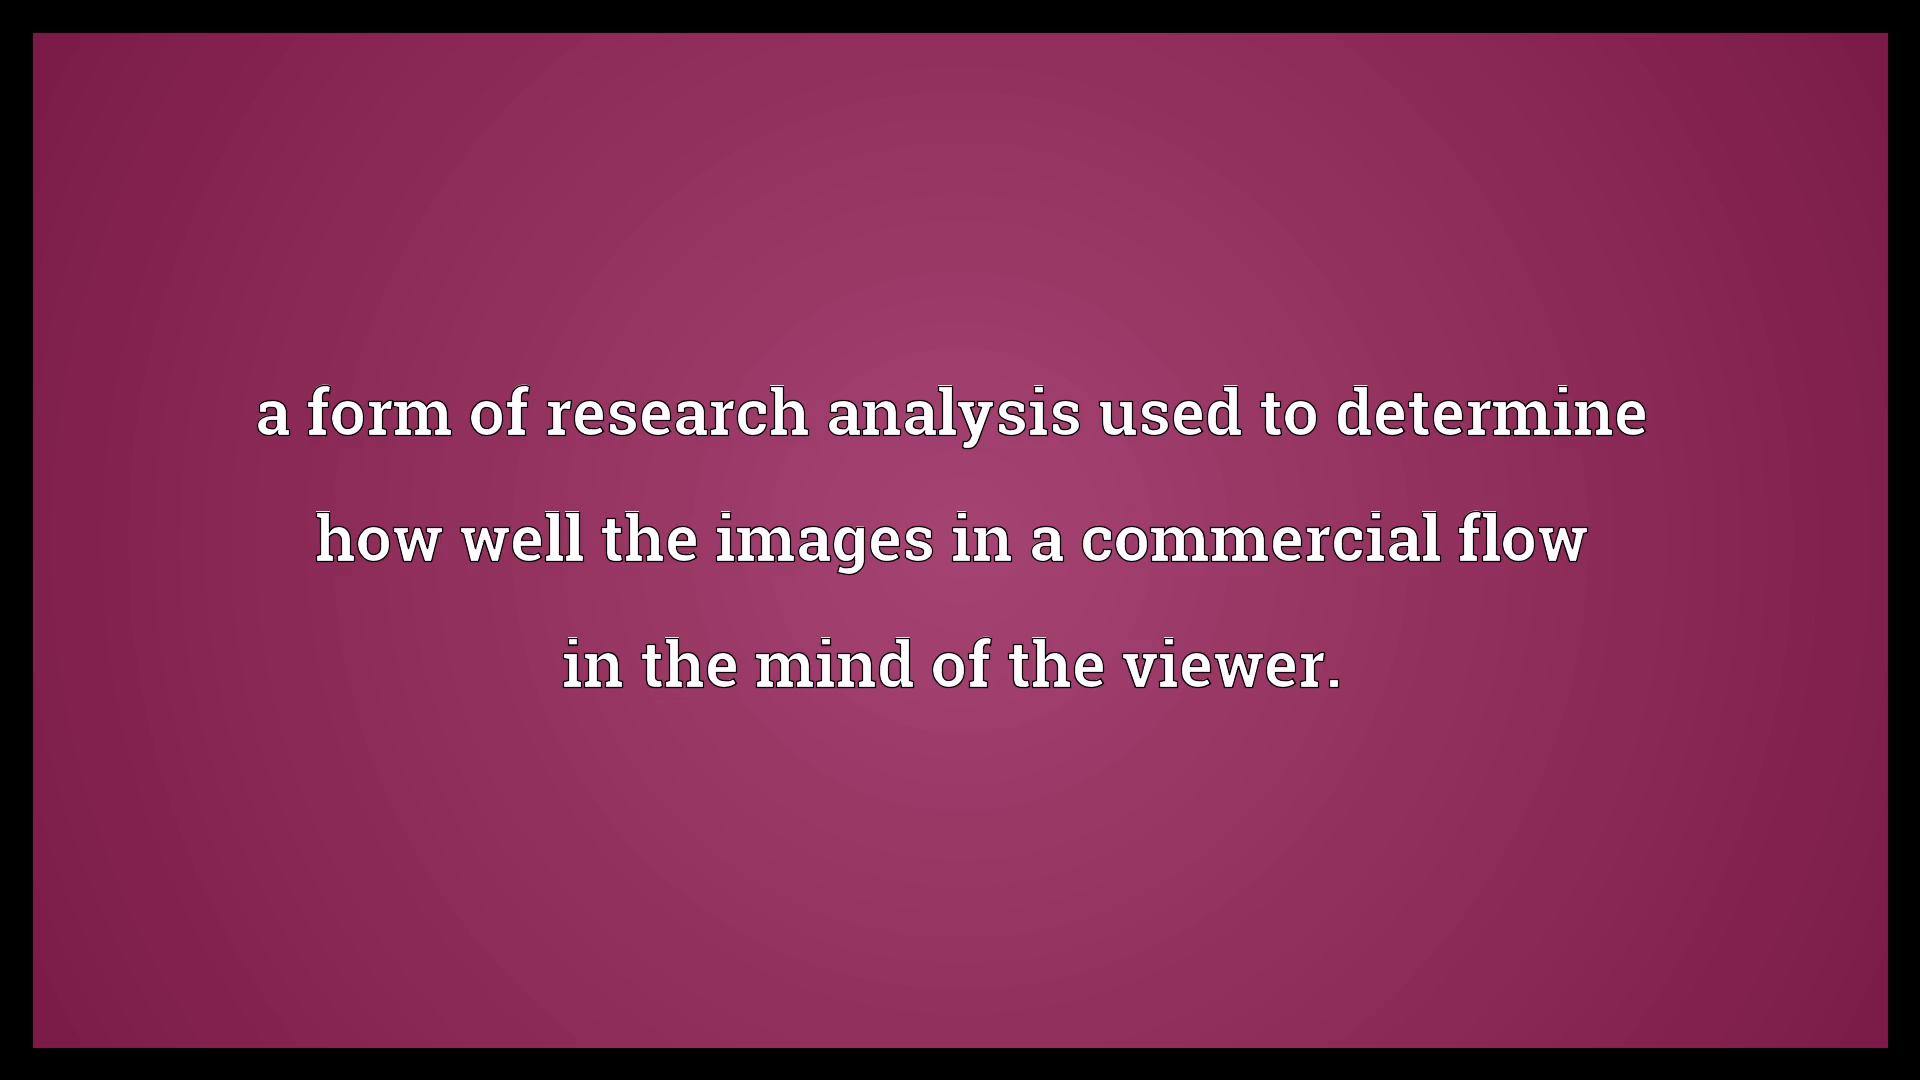 a form of research analysis used to determine
how well the images in a commercial flow
in the mind of the viewer.